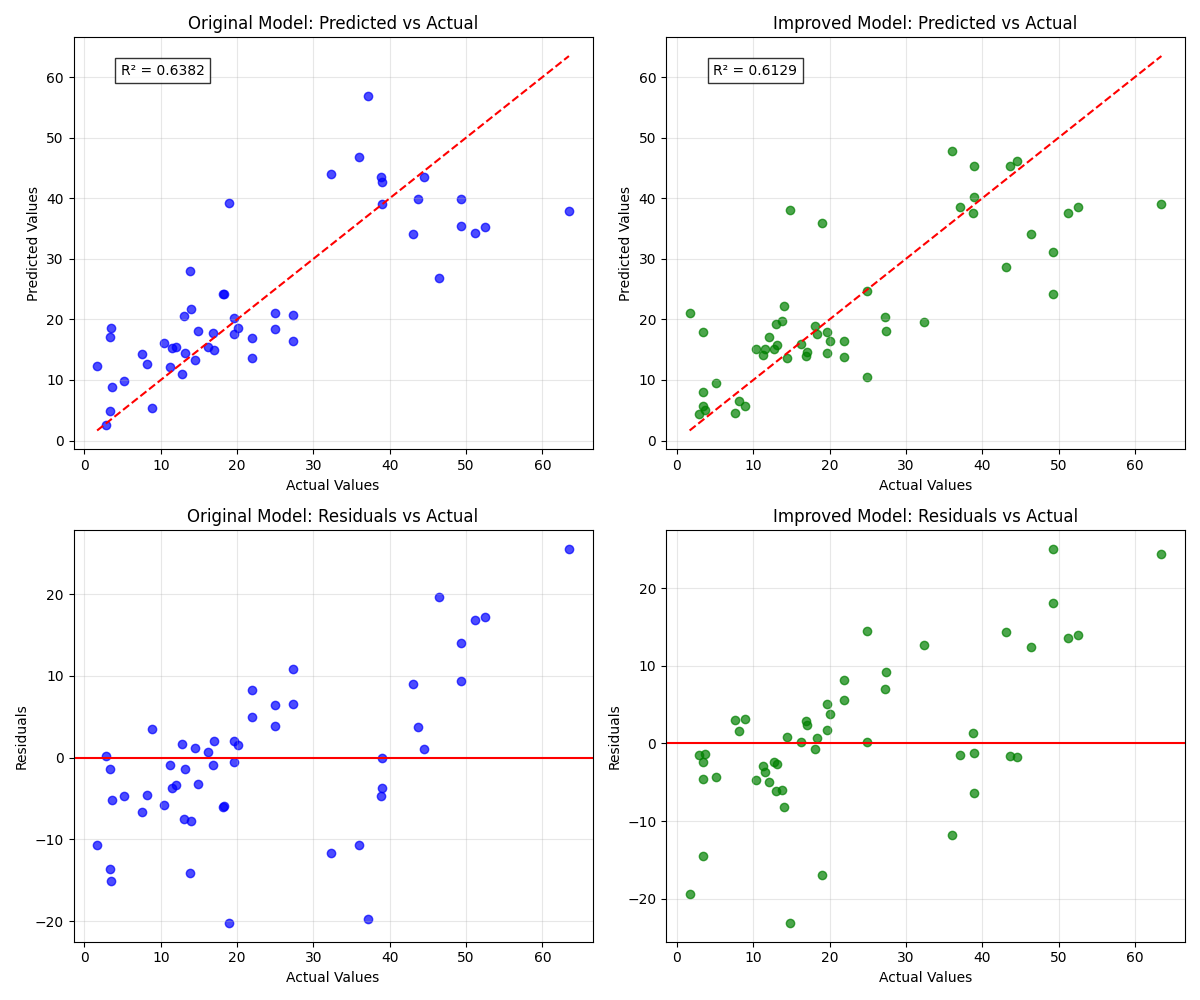 Original Model: Predicted vs Actual
R² = 0.6382
Predicted Values
60
50
40
30
20
10
0
0 10 20 30 40 50 60
Actual Values
Improved Model: Predicted vs Actual
R² = 0.6129
Predicted Values
60
50
40
30
20
10
0
0 10 20 30 40 50 60
Actual Values
Original Model: Residuals vs Actual
Residuals
20
10
0
−10
−20
0 10 20 30 40 50 60
Actual Values
Improved Model: Residuals vs Actual
Residuals
20
10
0
−10
−20
0 10 20 30 40 50 60
Actual Values